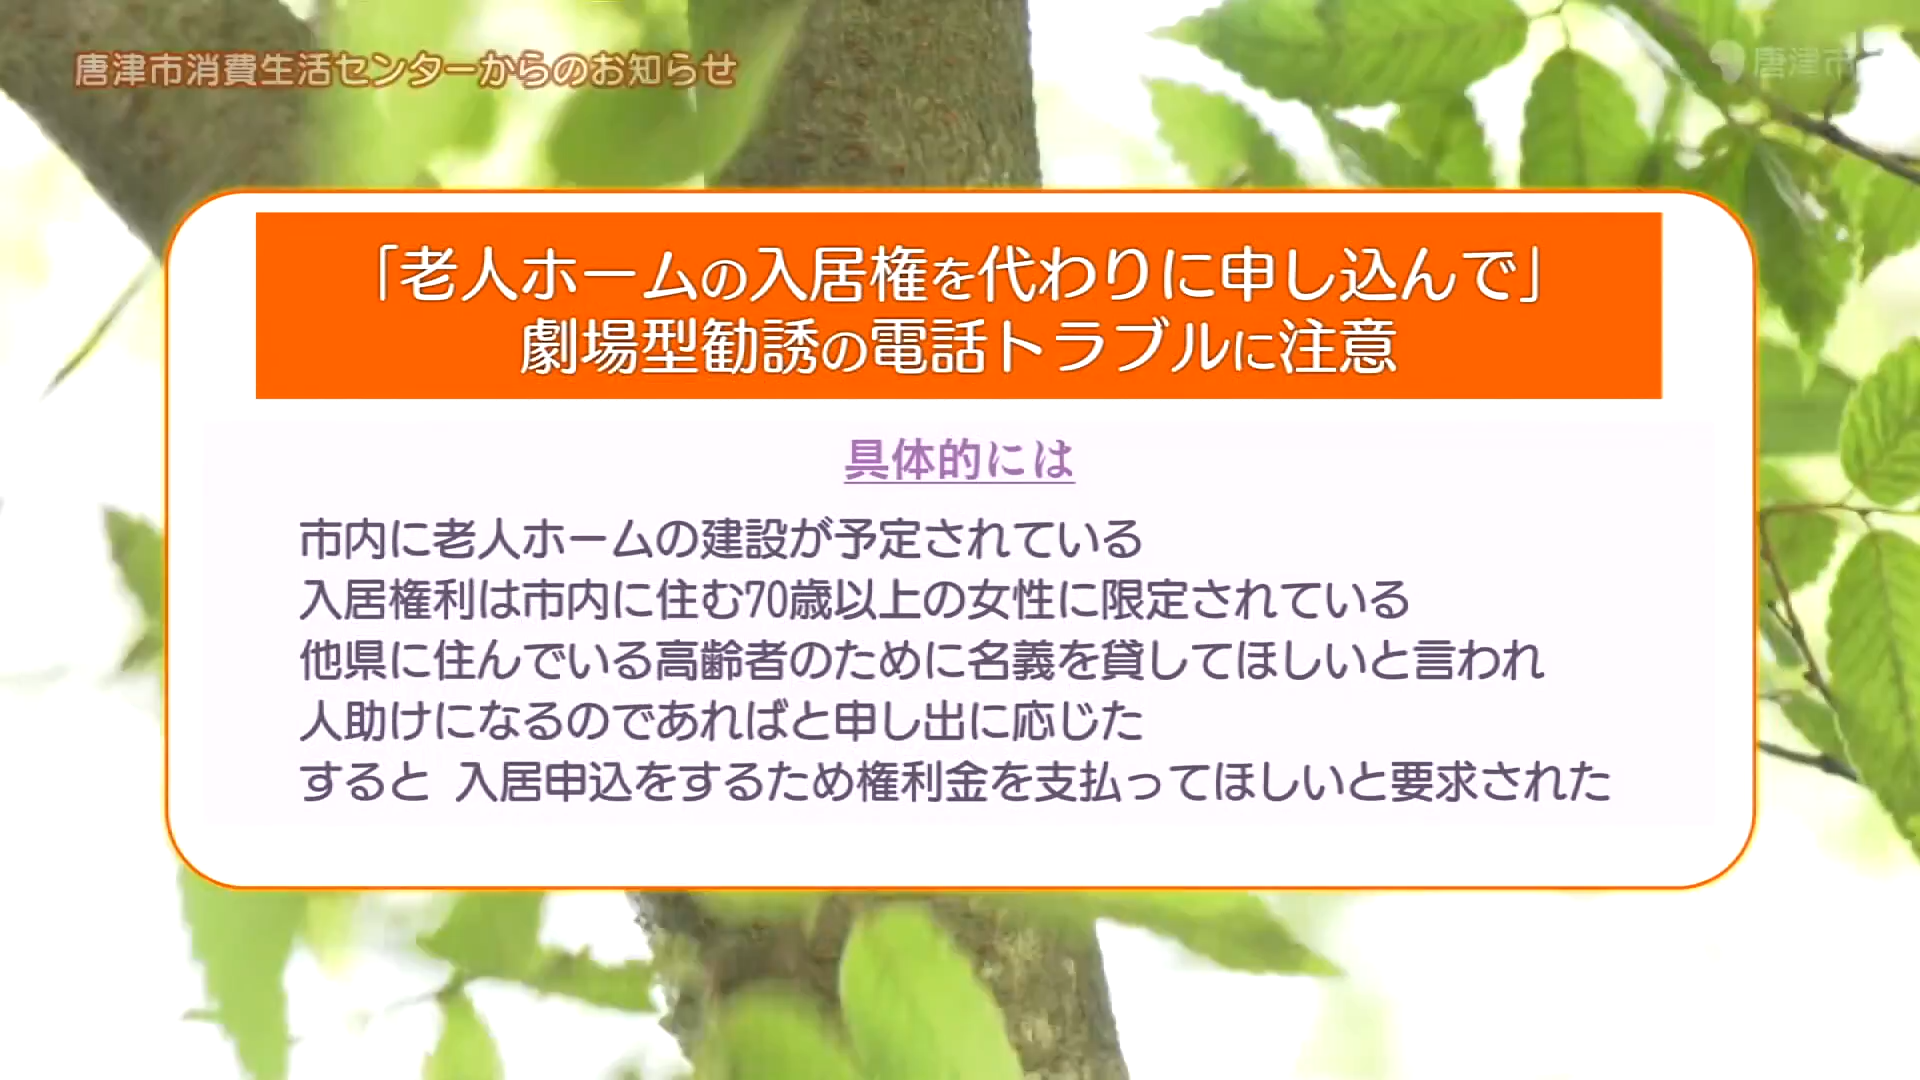 唐津市消費生活センターからのお知らせ
唐津市
「老人ホームの入居権を代わりに申し込んで」
劇場型勧誘の電話トラブルに注意
具体的には
市内に老人ホームの建設が予定されている
入居権利は市内に住む70歳以上の女性に限定されている
他県に住んでいる高齢者のために名義を貸してほしいと言われ
人助けになるのであればと申し出に応じた
すると 入居申込をするため権利金を支払ってほしいと要求された